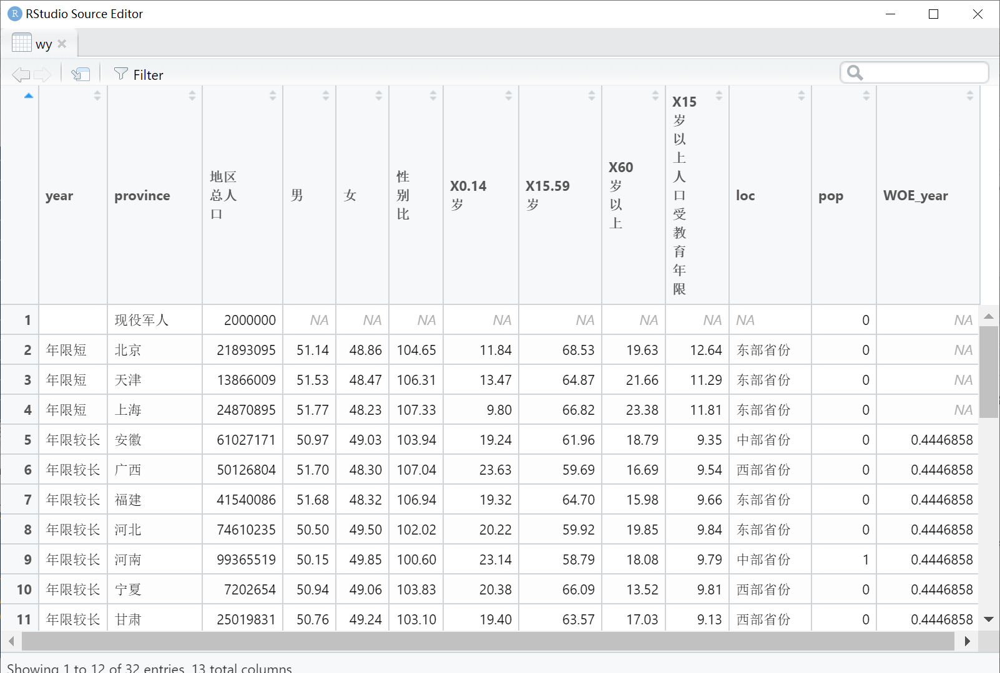 RStudio Source Editor
wy
Filter
year province 地区总人口 男 女 性别比 X0.14岁 X15.59岁 X60岁以上 X15岁以上人口受教育年限 loc pop WOE_year
1 现役军人 2000000 NA NA NA NA NA NA NA NA 0 NA
2 年限短 北京 21893095 51.14 48.86 104.65 11.84 68.53 19.63 12.64 东部省份 0 NA
3 年限短 天津 13866009 51.53 48.47 106.31 13.47 64.87 21.66 11.29 东部省份 0 NA
4 年限短 上海 24870895 51.77 48.23 107.33 9.80 66.82 23.38 11.81 东部省份 0 NA
5 年限较长 安徽 61027171 50.97 49.03 103.94 19.24 61.96 18.79 9.35 中部省份 0 0.4446858
6 年限较长 广西 50126804 51.70 48.30 107.04 23.63 59.69 16.69 9.54 西部省份 0 0.4446858
7 年限较长 福建 41540086 51.68 48.32 106.94 19.32 64.70 15.98 9.66 东部省份 0 0.4446858
8 年限较长 河北 74610235 50.50 49.50 102.02 20.22 59.92 19.85 9.84 东部省份 0 0.4446858
9 年限较长 河南 99365519 50.15 49.85 100.60 23.14 58.79 18.08 9.79 中部省份 1 0.4446858
10 年限较长 宁夏 7202654 50.94 49.06 103.83 20.38 66.09 13.52 9.81 西部省份 0 0.4446858
11 年限较长 甘肃 25019831 50.76 49.24 103.10 19.40 63.57 17.03 9.13 西部省份 0 0.4446858
Showing 1 to 12 of 32 entries, 13 total columns